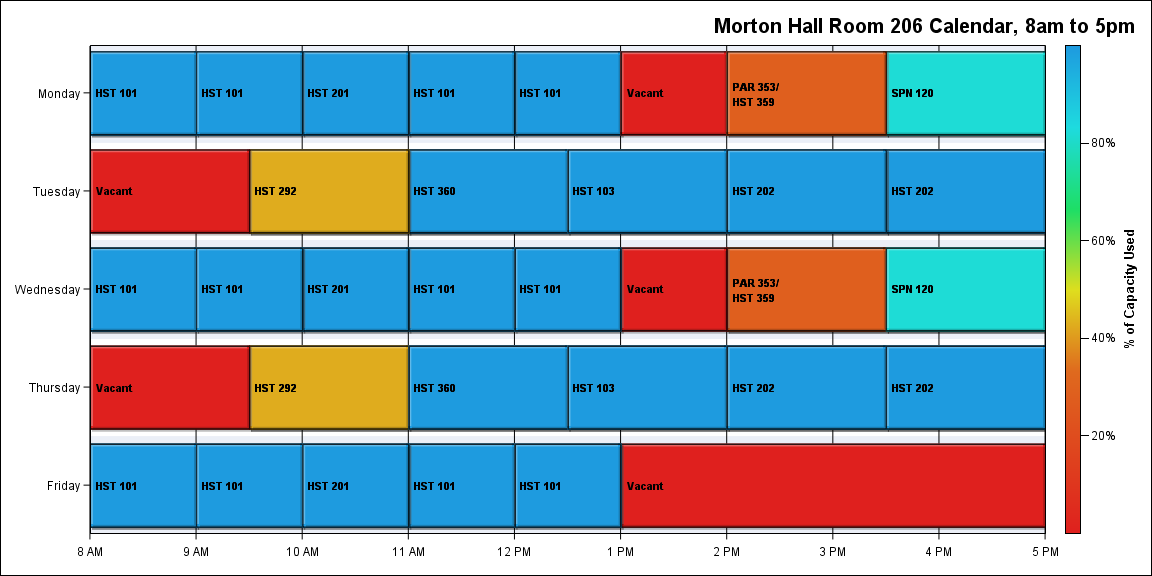 Morton Hall Room 206 Calendar, 8am to 5pm
Monday
HST 101
HST 101
HST 201
HST 101
HST 101
Vacant
PAR 353/
HST 359
SPN 120
Tuesday
Vacant
HST 292
HST 360
HST 103
HST 202
HST 202
Wednesday
HST 101
HST 101
HST 201
HST 101
HST 101
Vacant
PAR 353/
HST 359
SPN 120
Thursday
Vacant
HST 292
HST 360
HST 103
HST 202
HST 202
Friday
HST 101
HST 101
HST 201
HST 101
HST 101
Vacant
8 AM
9 AM
10 AM
11 AM
12 PM
1 PM
2 PM
3 PM
4 PM
5 PM
80%
60%
40%
20%
% of Capacity Used